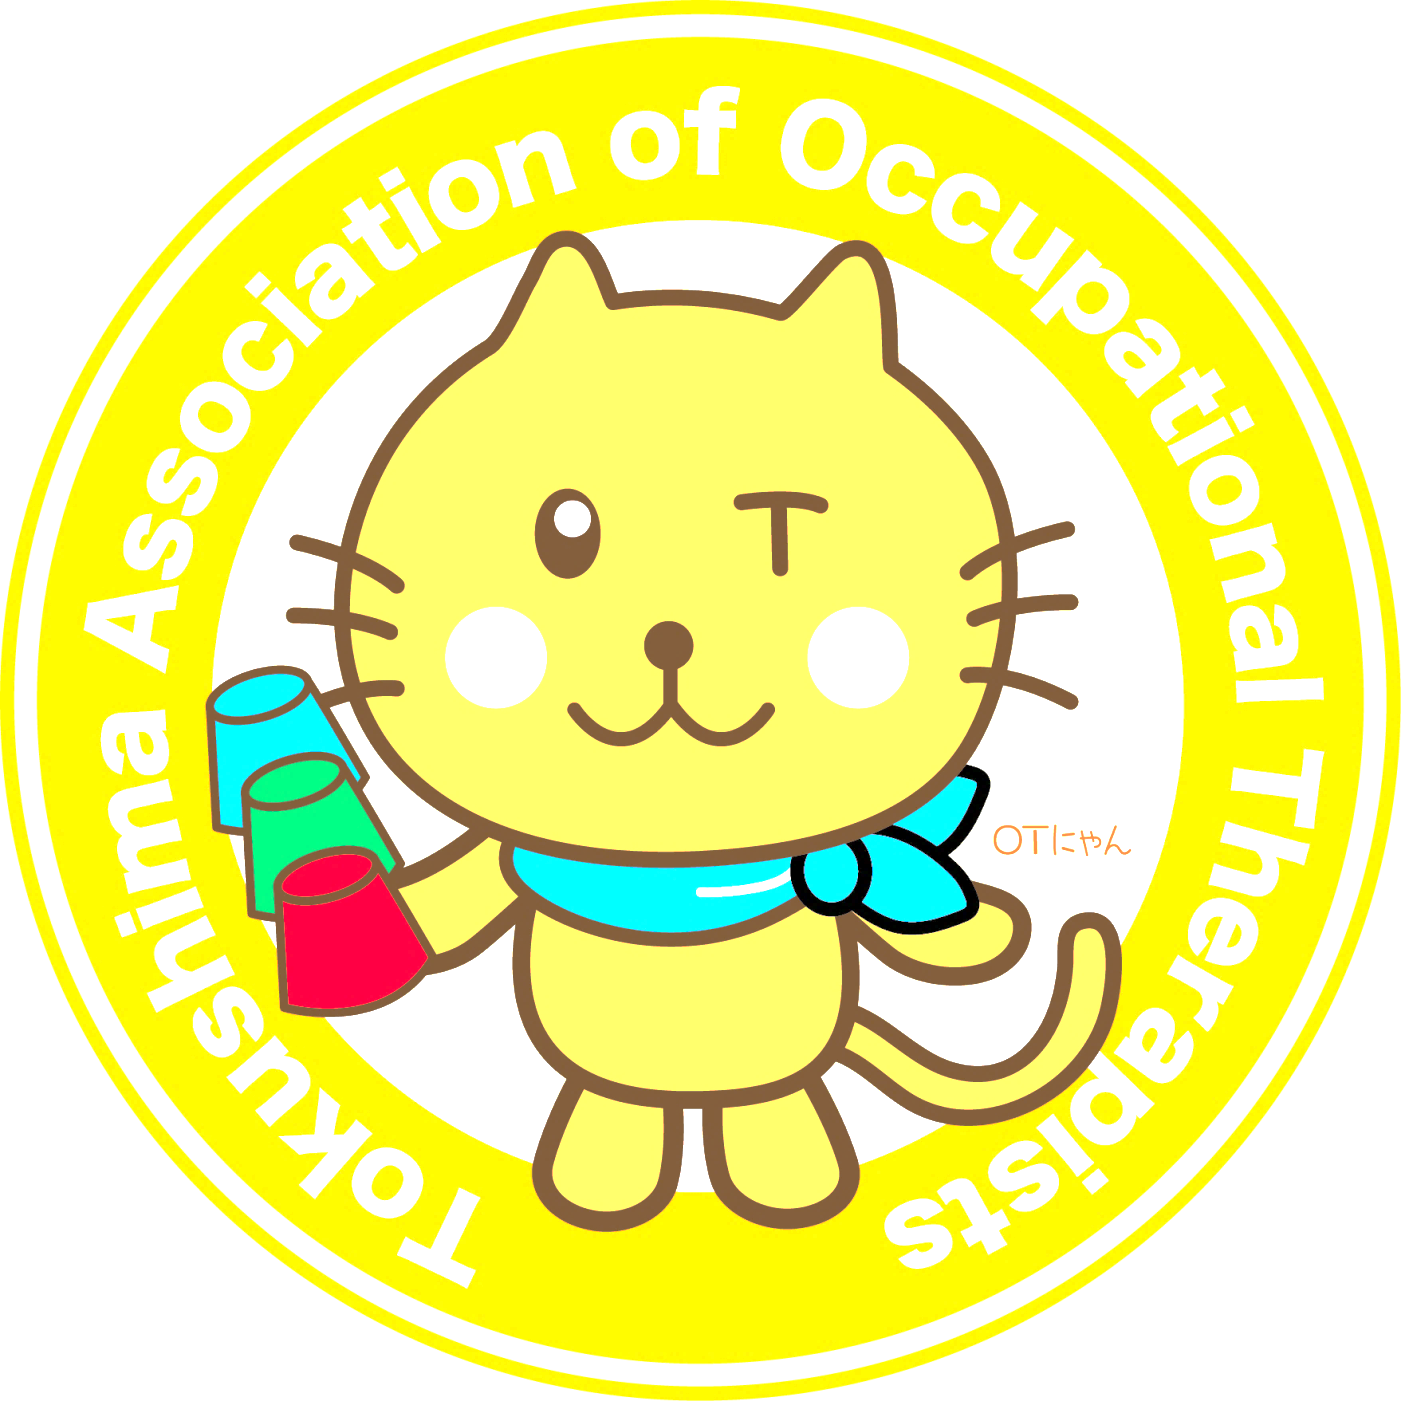 Tokushima Association of Occupational Therapists
OTにゃん